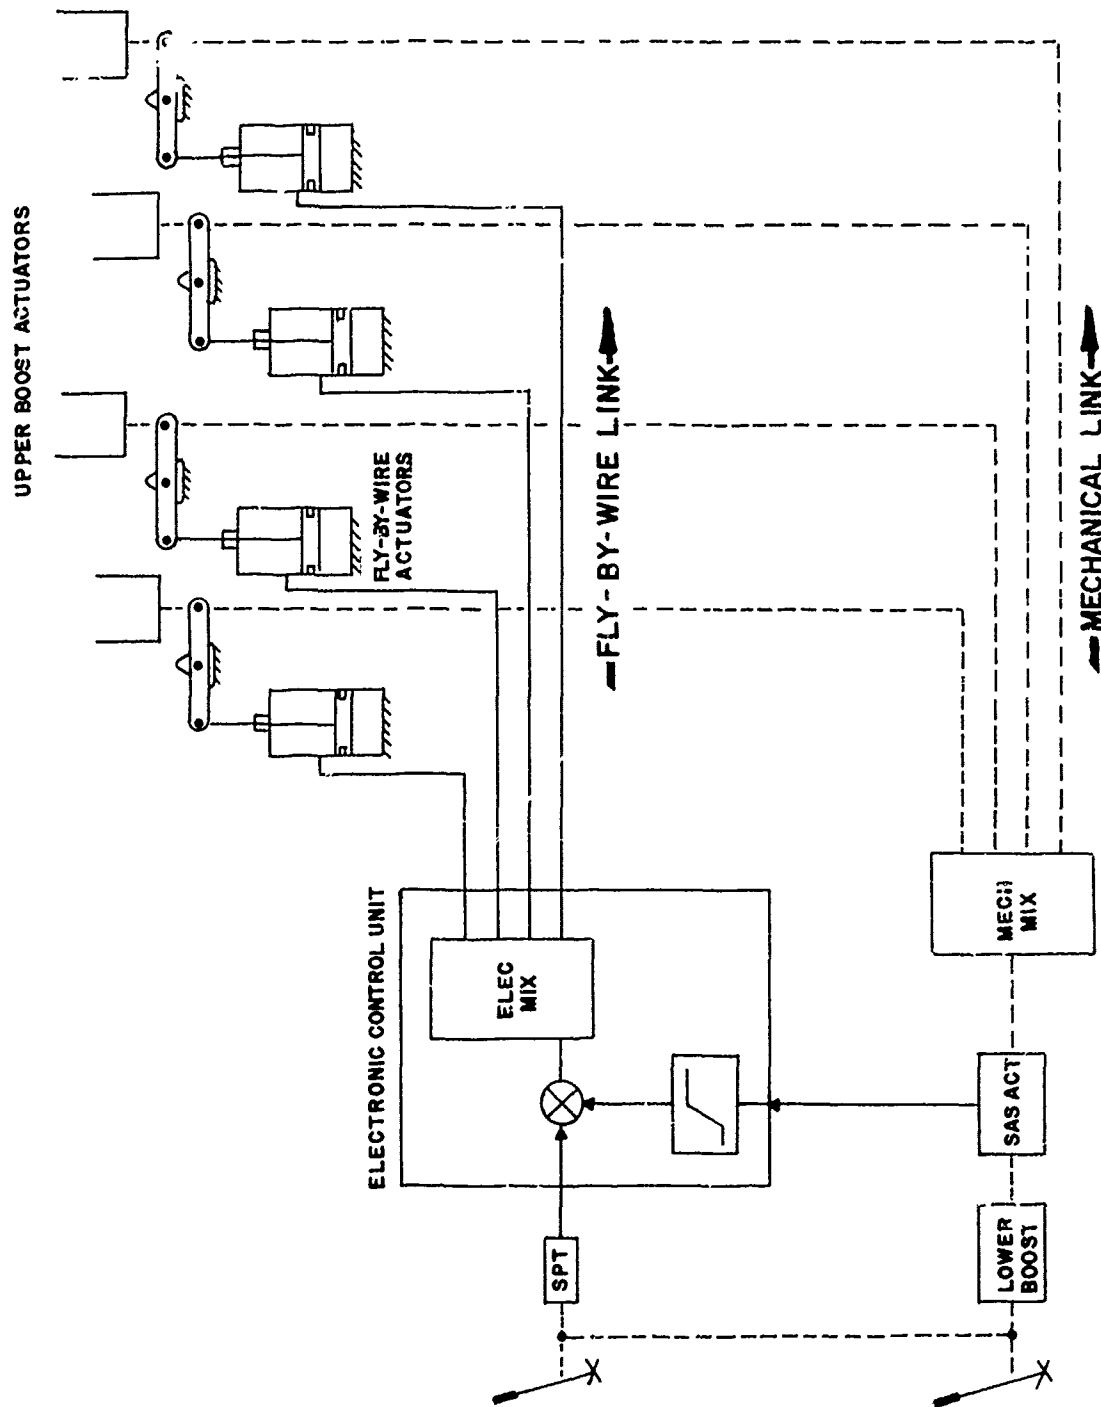 UPPER BOOST ACTUATORS
FLY-BY-WIRE
ACTUATORS
FLY-BY-WIRE LINK
MECHANICAL LINK
ELECTRONIC CONTROL UNIT
ELEC
MIX
MECH
MIX
SPT
SAS ACT
LOWER
BOOST